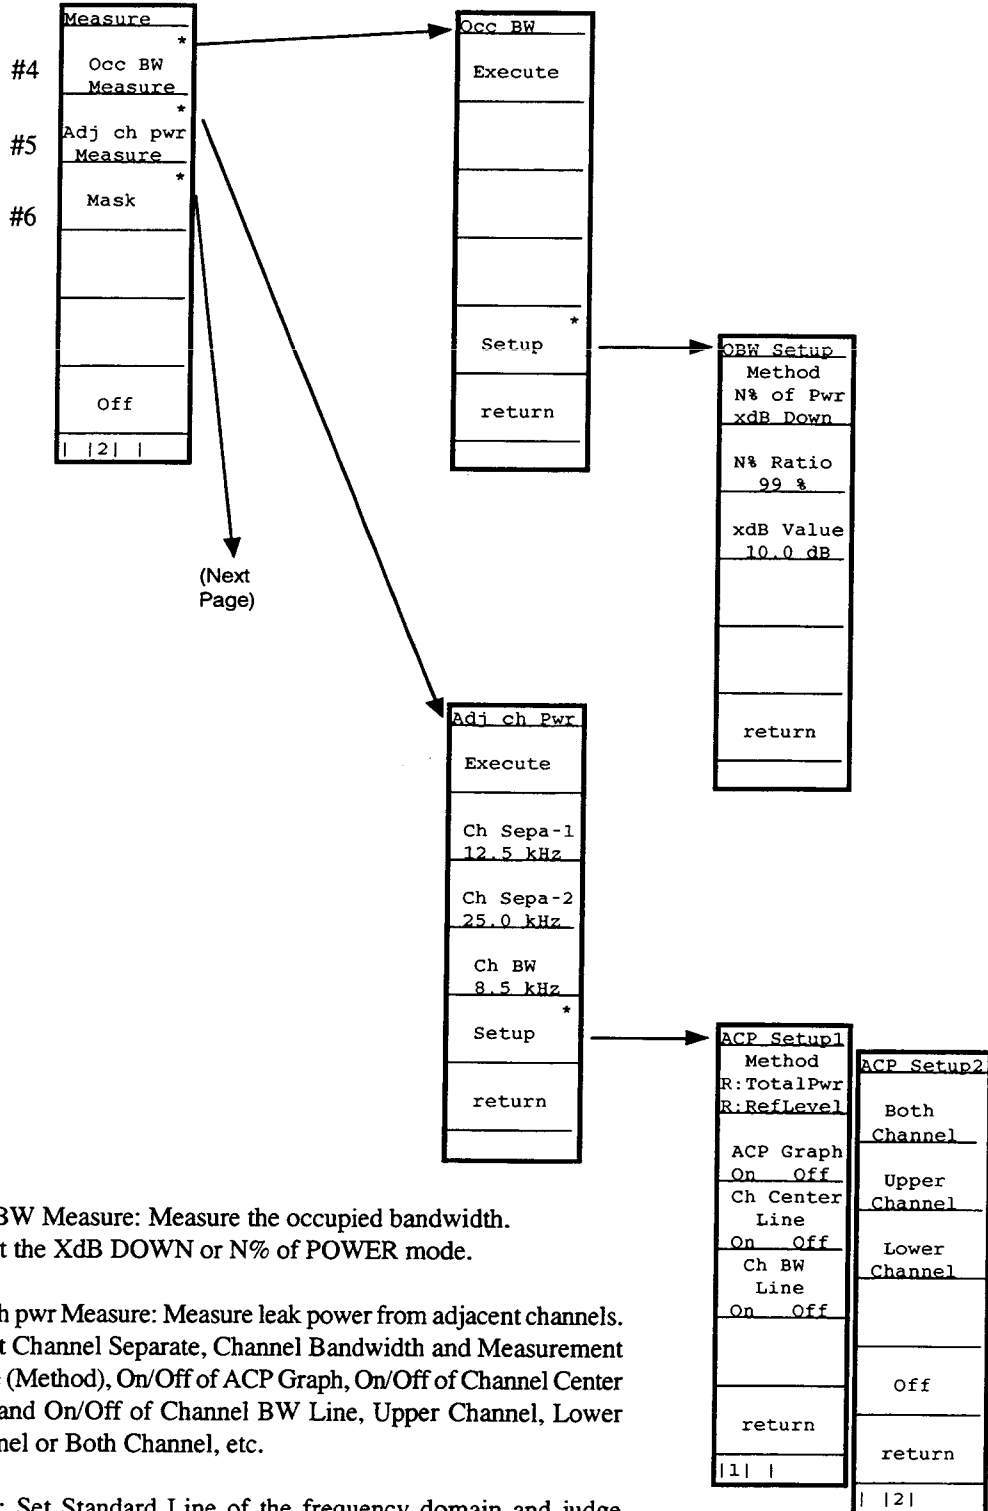 Measure
*
#4
Occ BW
Measure
*
#5
Adj ch pwr
Measure
*
#6
Mask
Off
| |2| |
Occ BW
Execute
*
Setup
return
OBW Setup
Method
N% of Pwr
xdB Down
N% Ratio
99 %
xdB Value
10.0 dB
return
(Next
Page)
Adj ch Pwr
Execute
Ch Sepa-1
12.5 kHz
Ch Sepa-2
25.0 kHz
Ch BW
8.5 kHz
*
Setup
return
ACP Setup1
Method
R:TotalPwr
R:RefLevel
ACP Graph
On Off
Ch Center
Line
On Off
Ch BW
Line
On Off
return
|1| |
ACP Setup2
Both
Channel
Upper
Channel
Lower
Channel
Off
return
| |2|
BW Measure: Measure the occupied bandwidth.
t the XdB DOWN or N% of POWER mode.
h pwr Measure: Measure leak power from adjacent channels.
t Channel Separate, Channel Bandwidth and Measurement
(Method), On/Off of ACP Graph, On/Off of Channel Center
and On/Off of Channel BW Line, Upper Channel, Lower
nel or Both Channel, etc.
: Set Standard Line of the frequency domain and judge